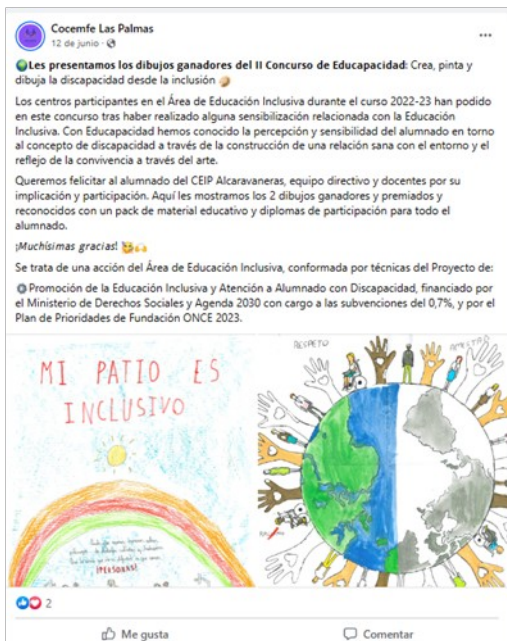 Cocemfe Las Palmas
12 de junio ·
Les presentamos los dibujos ganadores del II Concurso de Educapacidad: Crea, pinta y
dibuja la discapacidad desde la inclusión
Los centros participantes en el Área de Educación Inclusiva durante el curso 2022-23 han podido
en este concurso tras haber realizado alguna sensibilización relacionada con la Educación
Inclusiva. Con Educapacidad hemos conocido la percepción y sensibilidad del alumnado en torno
al concepto de discapacidad a través de la construcción de una relación sana con el entorno y el
reflejo de la convivencia a través del arte.
Queremos felicitar al alumnado del CEIP Alcaravaneras, equipo directivo y docentes por su
implicación y participación. Aquí les mostramos los 2 dibujos ganadores y premiados y
reconocidos con un pack de material educativo y diplomas de participación para todo el
alumnado.
¡Muchísimas gracias!
Se trata de una acción del Área de Educación Inclusiva, conformada por técnicas del Proyecto de:
Promoción de la Educación Inclusiva y Atención a Alumnado con Discapacidad, financiado por
el Ministerio de Derechos Sociales y Agenda 2030 con cargo a las subvenciones del 0,7%, y por el
Plan de Prioridades de Fundación ONCE 2023.
MI PATIO ES
INCLUSIVO
¡PERSONAS!
RESPETO
AMISTAD
2
Me gusta
Comentar